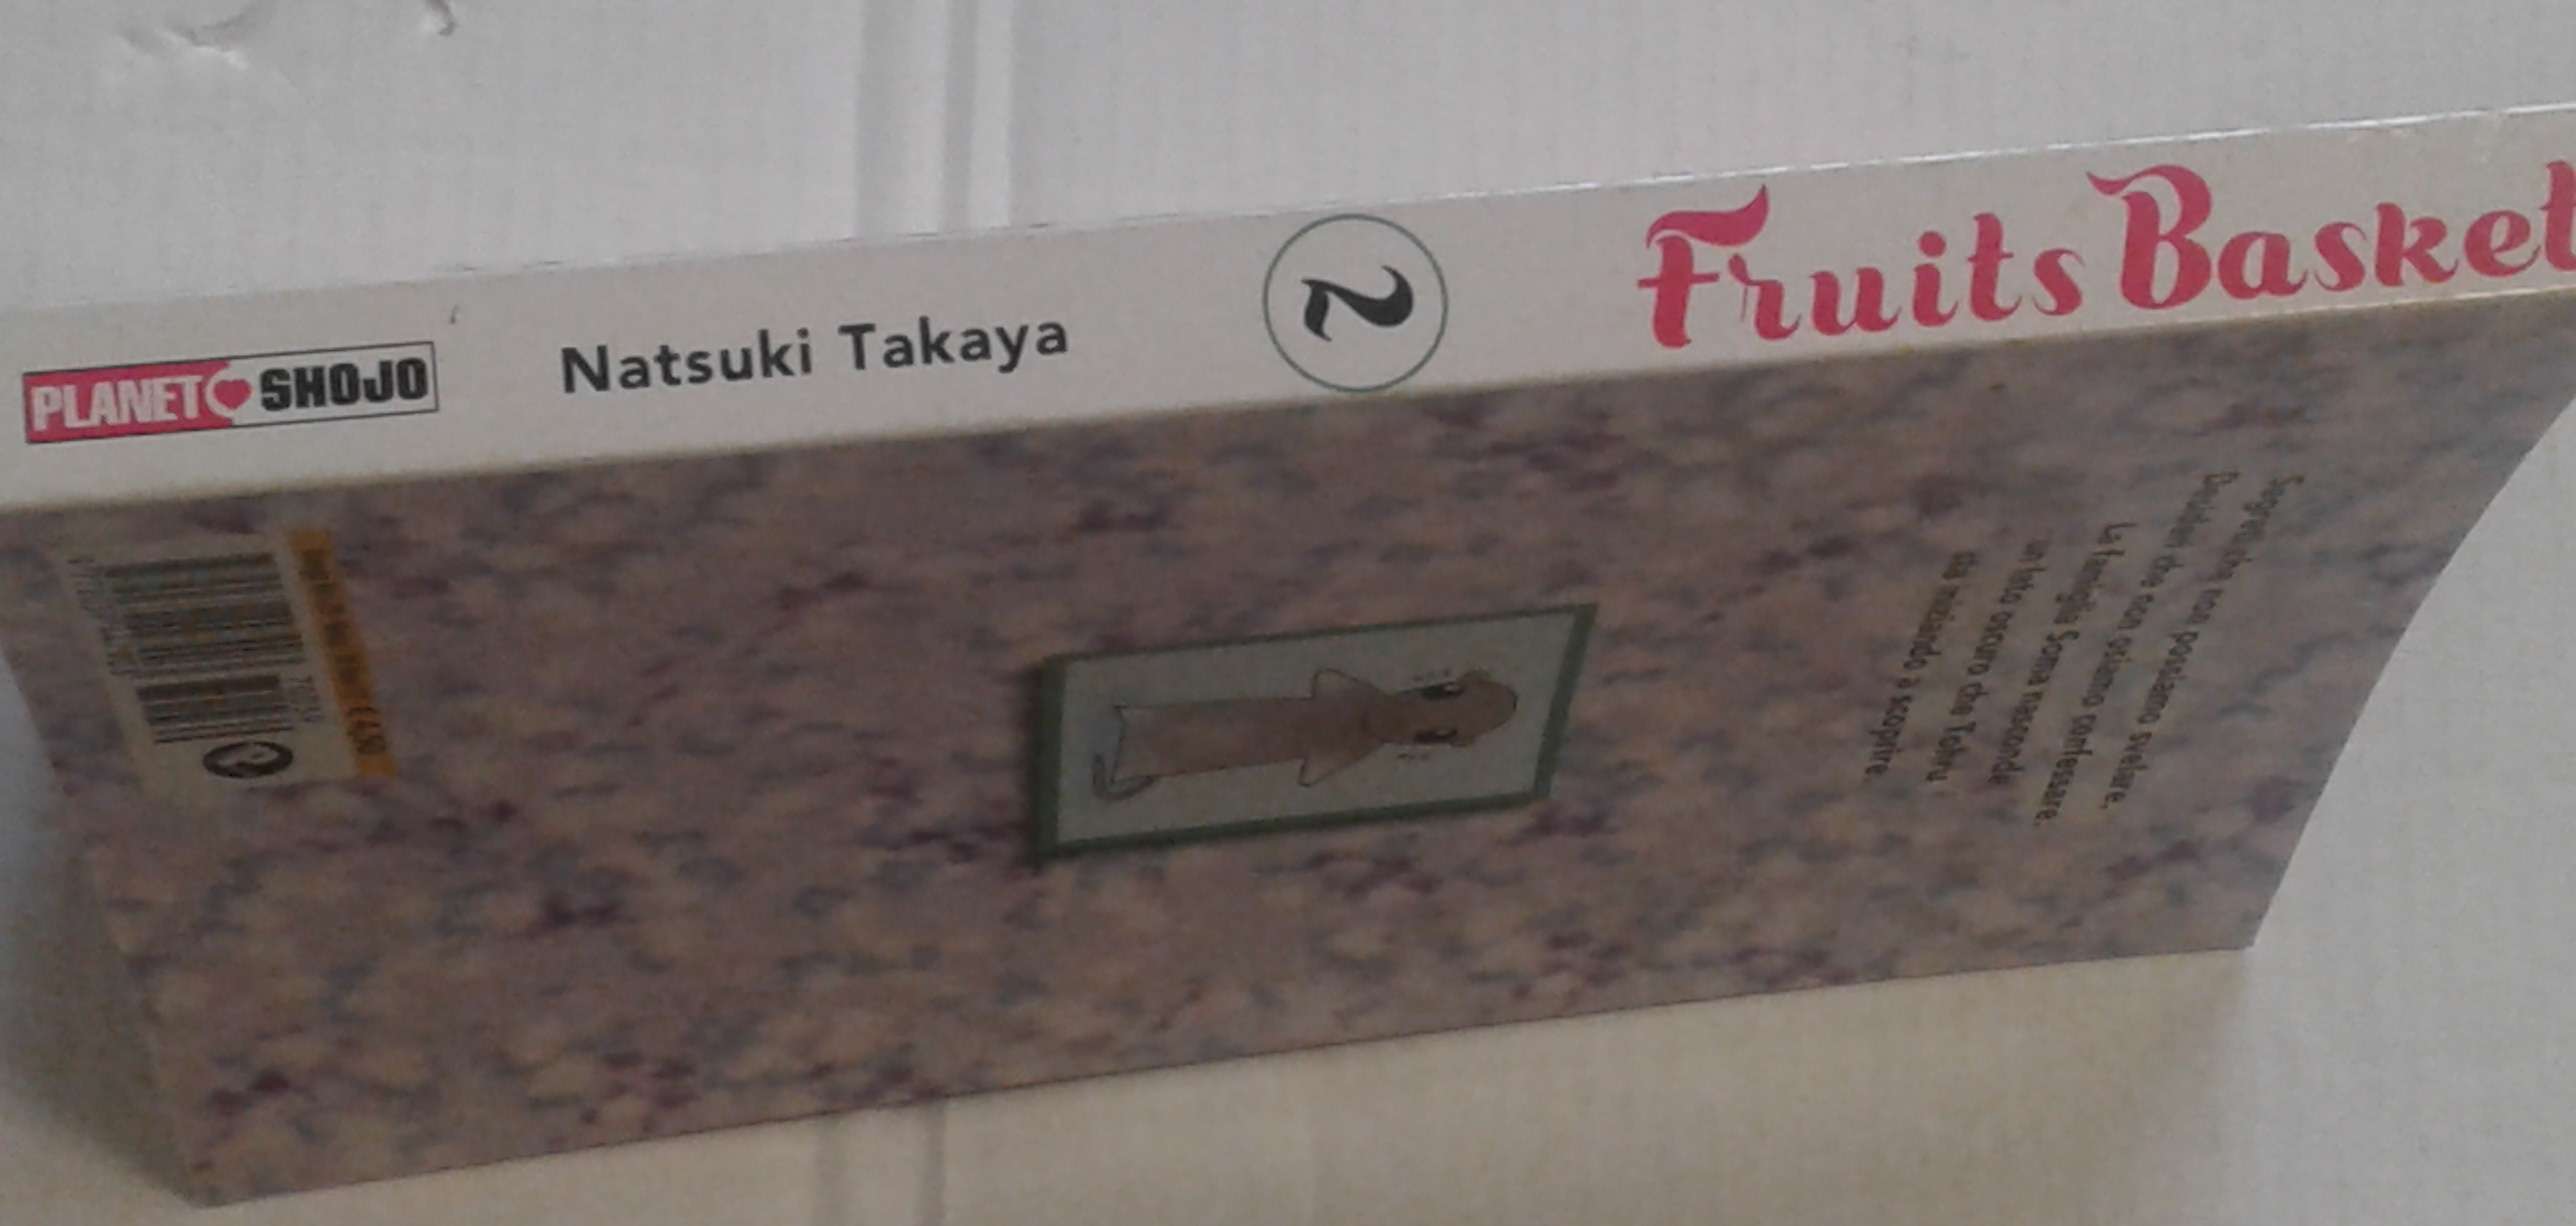 PLANET SHOJO
Natsuki Takaya
2
Fruits Basket
Segreti che non possiamo svelare.
Desideri che non osiamo confessare.
La famiglia Soma nasconde
un lato oscuro che Tohru
sta iniziando a scoprire.